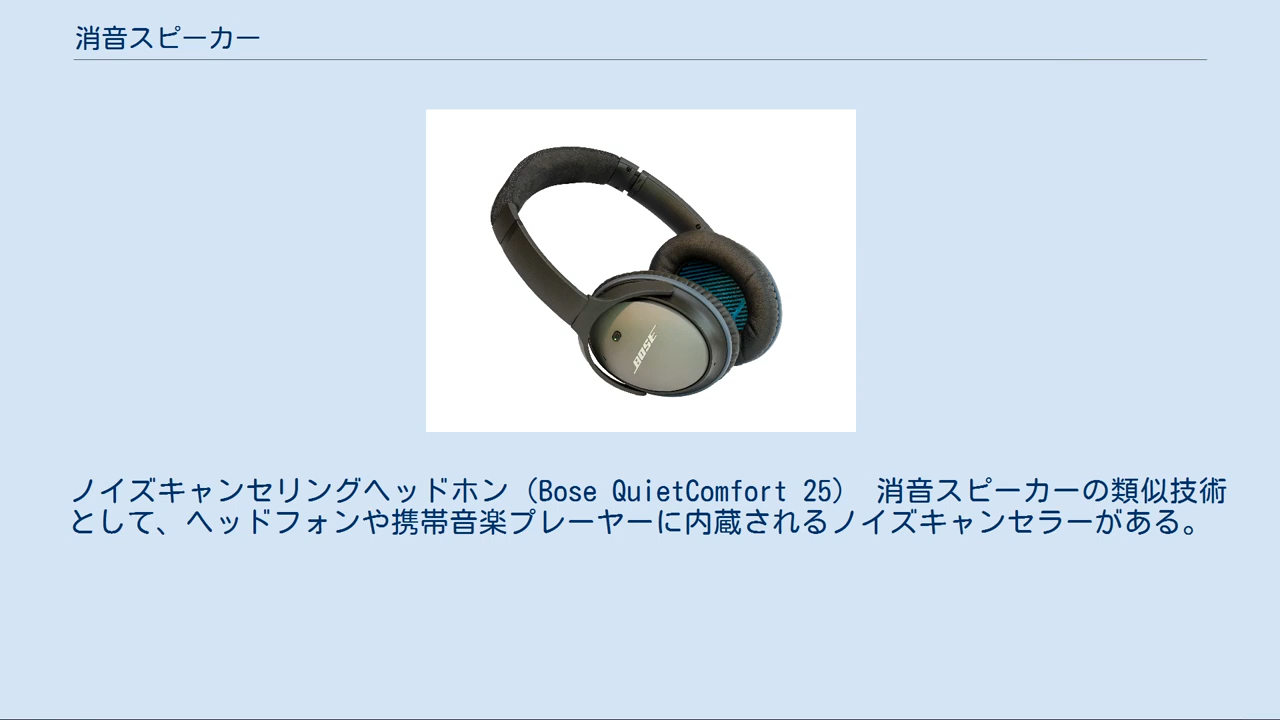 消音スピーカー
BOSE
ノイズキャンセリングヘッドホン（Bose QuietComfort 25）　消音スピーカーの類似技術
として、ヘッドフォンや携帯音楽プレーヤーに内蔵されるノイズキャンセラーがある。